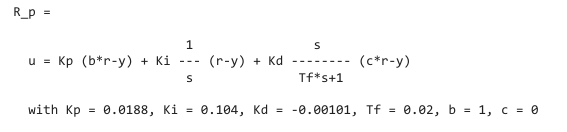 R_p =
1 s
u = Kp (b*r-y) + Ki --- (r-y) + Kd -------- (c*r-y)
s Tf*s+1
with Kp = 0.0188, Ki = 0.104, Kd = -0.00101, Tf = 0.02, b = 1, c = 0